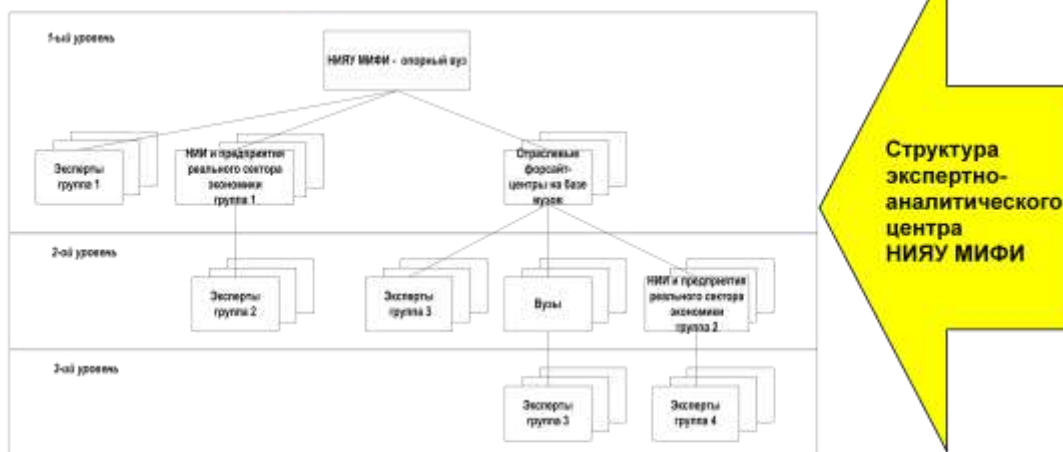 1-ый уровень
НИЯУ МИФИ - опорный вуз
Эксперты
группа 1
НИИ и предприятия
реального сектора
экономики
группа 1
Отраслевые
форсайт-
центры на базе
вузов
2-ой уровень
Эксперты
группа 2
Эксперты
группа 3
Вузы
НИИ и предприятия
реального сектора
экономики
группа 2
3-ий уровень
Эксперты
группа 3
Эксперты
группа 4
Структура
экспертно-
аналитического
центра
НИЯУ МИФИ